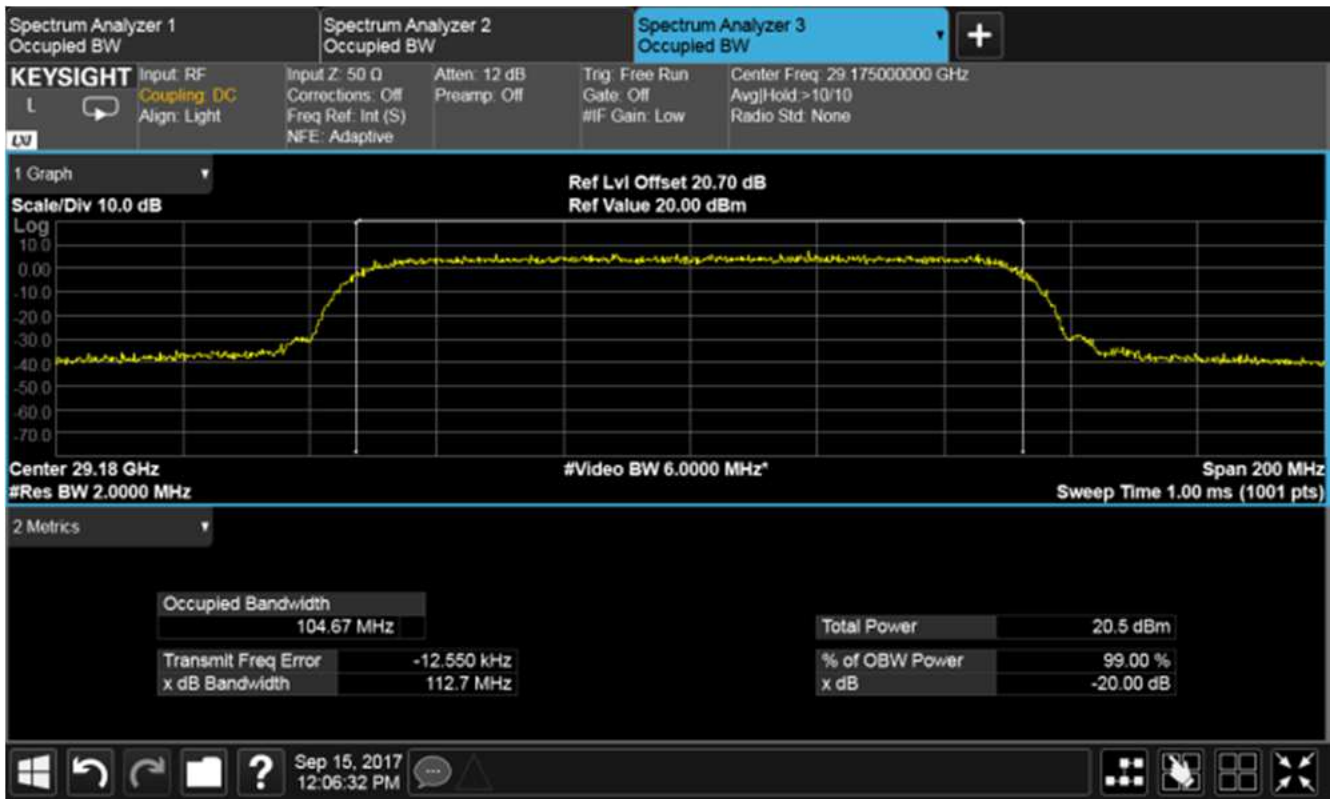 Spectrum Analyzer 1
Occupied BW
Spectrum Analyzer 2
Occupied BW
Spectrum Analyzer 3
Occupied BW
+
KEYSIGHT
L
LXI
Input: RF
Coupling: DC
Align: Light
Input Z: 50 Ω
Corrections: Off
Freq Ref: Int (S)
NFE: Adaptive
Atten: 12 dB
Preamp: Off
Trig: Free Run
Gate: Off
#IF Gain: Low
Center Freq: 29.175000000 GHz
Avg|Hold:>10/10
Radio Std: None
1 Graph
Scale/Div 10.0 dB
Ref Lvl Offset 20.70 dB
Ref Value 20.00 dBm
Log
10.0
0.00
-10.0
-20.0
-30.0
-40.0
-50.0
-60.0
-70.0
Center 29.18 GHz
#Res BW 2.0000 MHz
#Video BW 6.0000 MHz*
Span 200 MHz
Sweep Time 1.00 ms (1001 pts)
2 Metrics
Occupied Bandwidth
104.67 MHz
Transmit Freq Error -12.550 kHz
x dB Bandwidth 112.7 MHz
Total Power 20.5 dBm
% of OBW Power 99.00 %
x dB -20.00 dB
?
Sep 15, 2017
12:06:32 PM